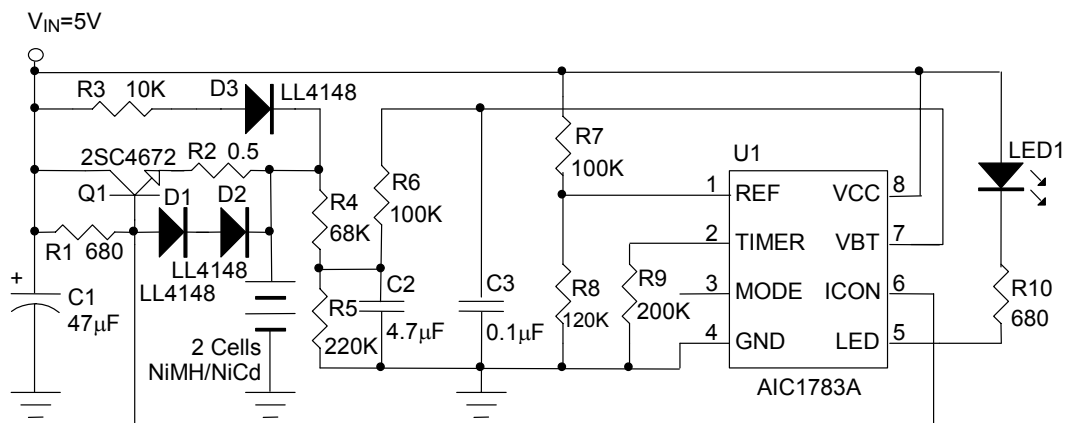 VIN=5V
R3
10K
D3
LL4148
2SC4672
R2
0.5
Q1
D1
D2
R1
680
LL4148
LL4148
+
C1
47µF
2 Cells
NiMH/NiCd
R4
68K
R5
220K
R6
100K
C2
4.7µF
C3
0.1µF
R7
100K
R8
120K
R9
200K
U1
1
REF
VCC
8
2
TIMER
VBT
7
3
MODE
ICON
6
4
GND
LED
5
AIC1783A
LED1
R10
680